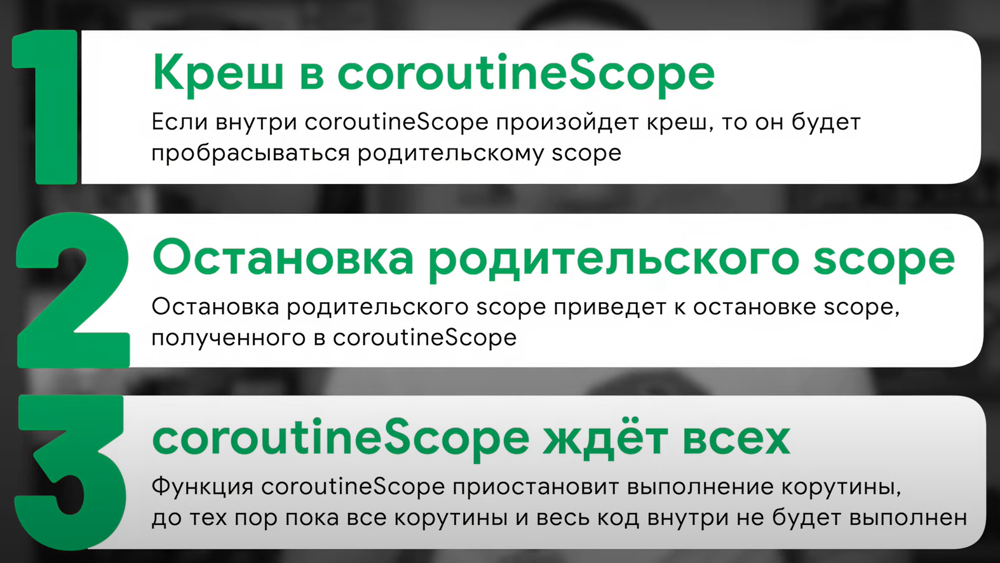 1
Креш в coroutineScope
Если внутри coroutineScope произойдет креш, то он будет
пробрасываться родительскому scope
2
Остановка родительского scope
Остановка родительского scope приведет к остановке scope,
полученного в coroutineScope
3
coroutineScope ждёт всех
Функция coroutineScope приостановит выполнение корутины,
до тех пор пока все корутины и весь код внутри не будет выполнен